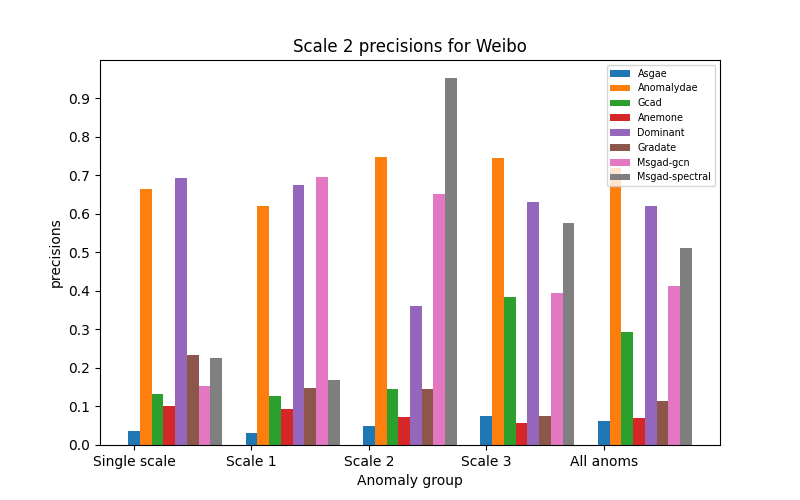 Scale 2 precisions for Weibo
Asgae
Anomalydae
Gcad
Anemone
Dominant
Gradate
Msgad-gcn
Msgad-spectral
precisions
0.9
0.8
0.7
0.6
0.5
0.4
0.3
0.2
0.1
0.0
Single scale Scale 1 Scale 2 Scale 3 All anoms
Anomaly group